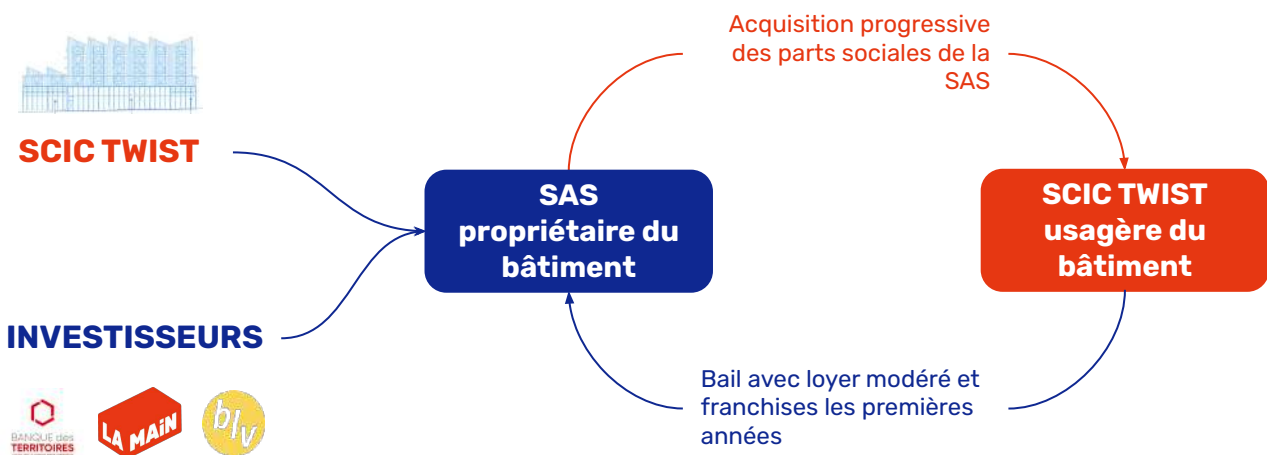 Acquisition progressive
des parts sociales de la
SAS
SCIC TWIST
SAS
propriétaire du
bâtiment
SCIC TWIST
usagère du
bâtiment
INVESTISSEURS
Bail avec loyer modéré et
franchises les premières
années
BANQUE des
TERRITOIRES
LA MAiN
blv